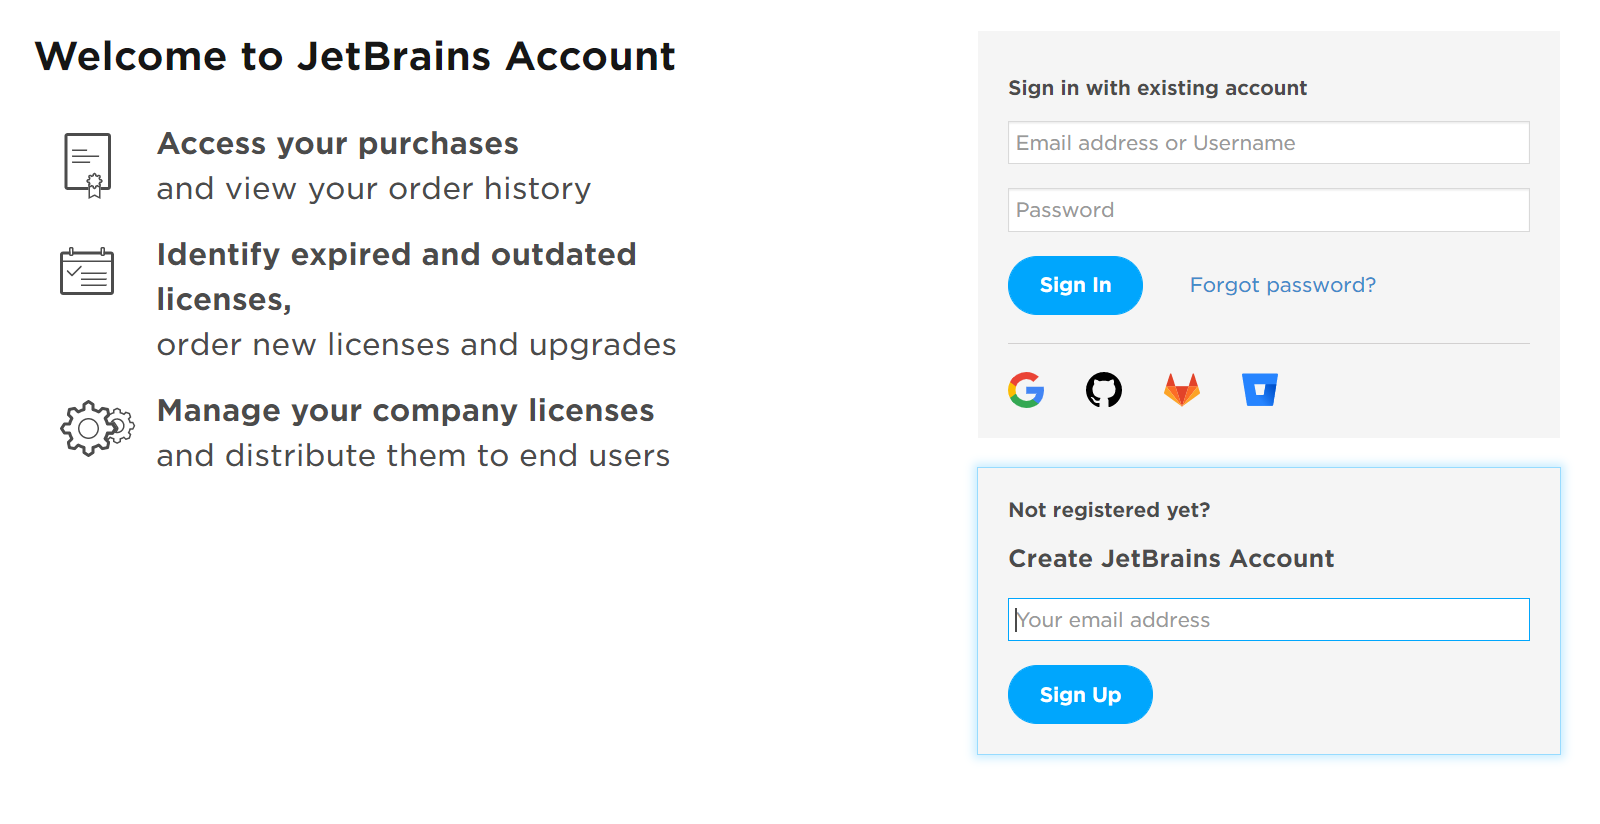 Welcome to JetBrains Account
Access your purchases
and view your order history
Identify expired and outdated
licenses,
order new licenses and upgrades
Manage your company licenses
and distribute them to end users
Sign in with existing account
Email address or Username
Password
Sign In
Forgot password?
Not registered yet?
Create JetBrains Account
Your email address
Sign Up